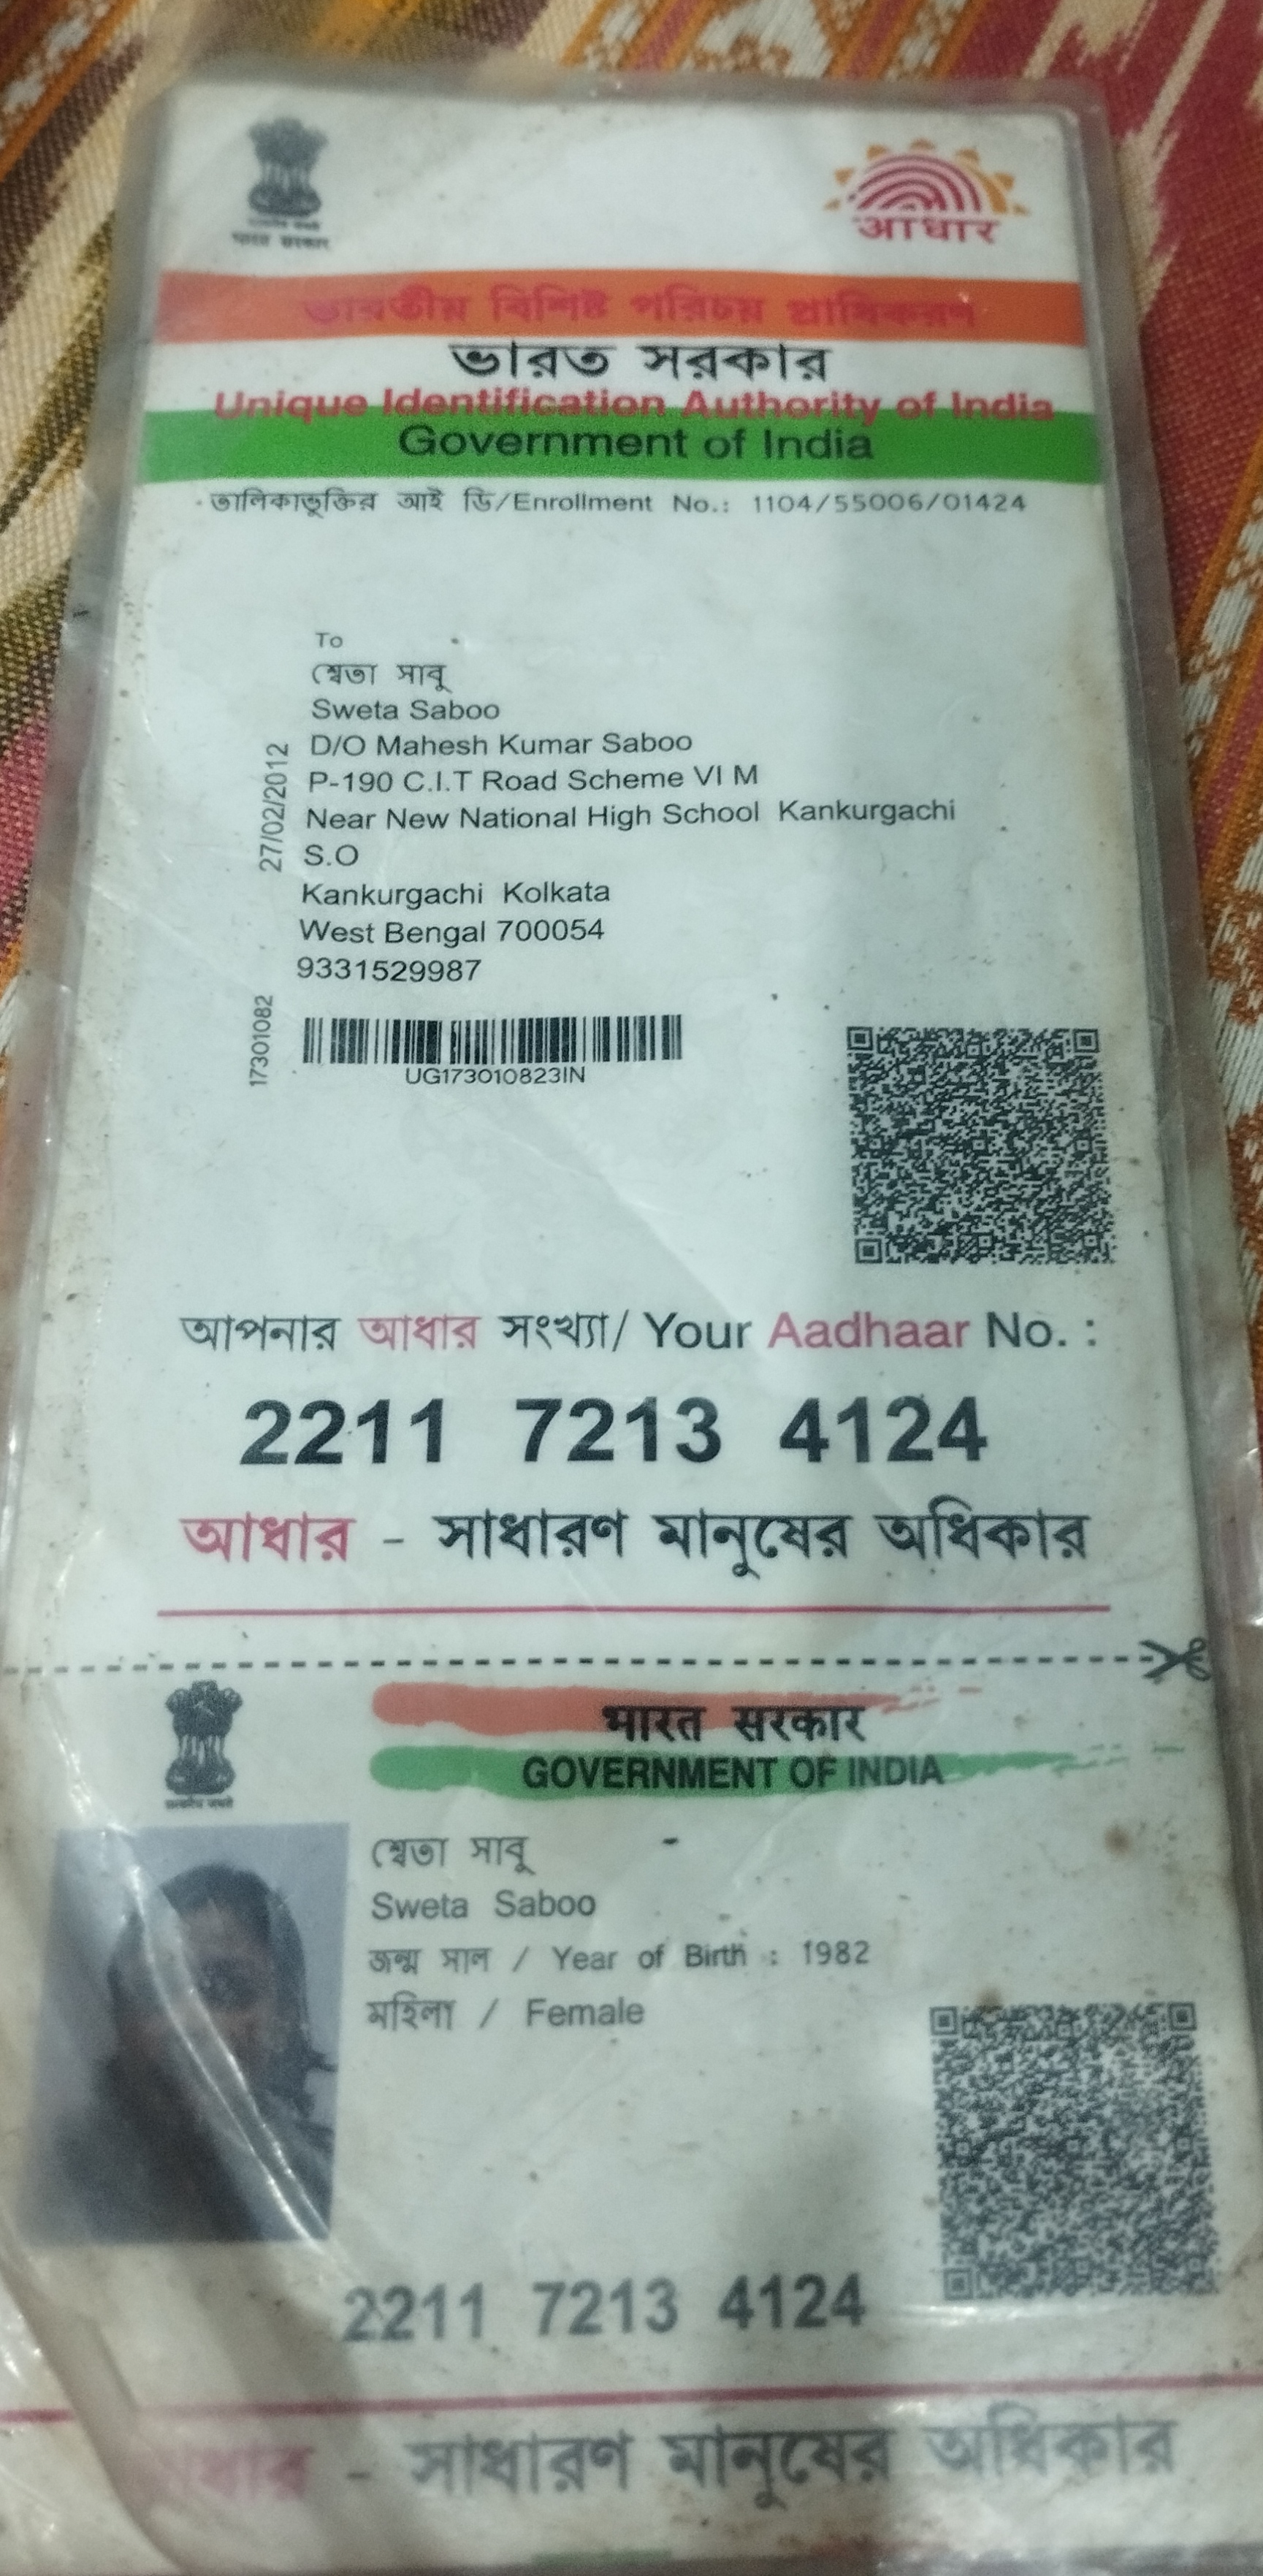 भारत सरकार
आधार
ভারতীয় বিশিষ্ট পরিচয় প্রাধিকরণ
ভারত সরকার
Unique Identification Authority of India
Government of India
তালিকাভুক্তির আই ডি/Enrollment No.: 1104/55006/01424
To
শ্বেতা সাবু
Sweta Saboo
D/O Mahesh Kumar Saboo
P-190 C.I.T Road Scheme VI M
Near New National High School Kankurgachi
S.O
Kankurgachi Kolkata
West Bengal 700054
9331529987
27/02/2012
17301082
UG173010823IN
আপনার আধার সংখ্যা/ Your Aadhaar No. :
2211 7213 4124
আধার - সাধারণ মানুষের অধিকার
भारत सरकार
GOVERNMENT OF INDIA
শ্বেতা সাবু
Sweta Saboo
জন্ম সাল / Year of Birth : 1982
মহিলা / Female
2211 7213 4124
আধার - সাধারণ মানুষের অধিকার